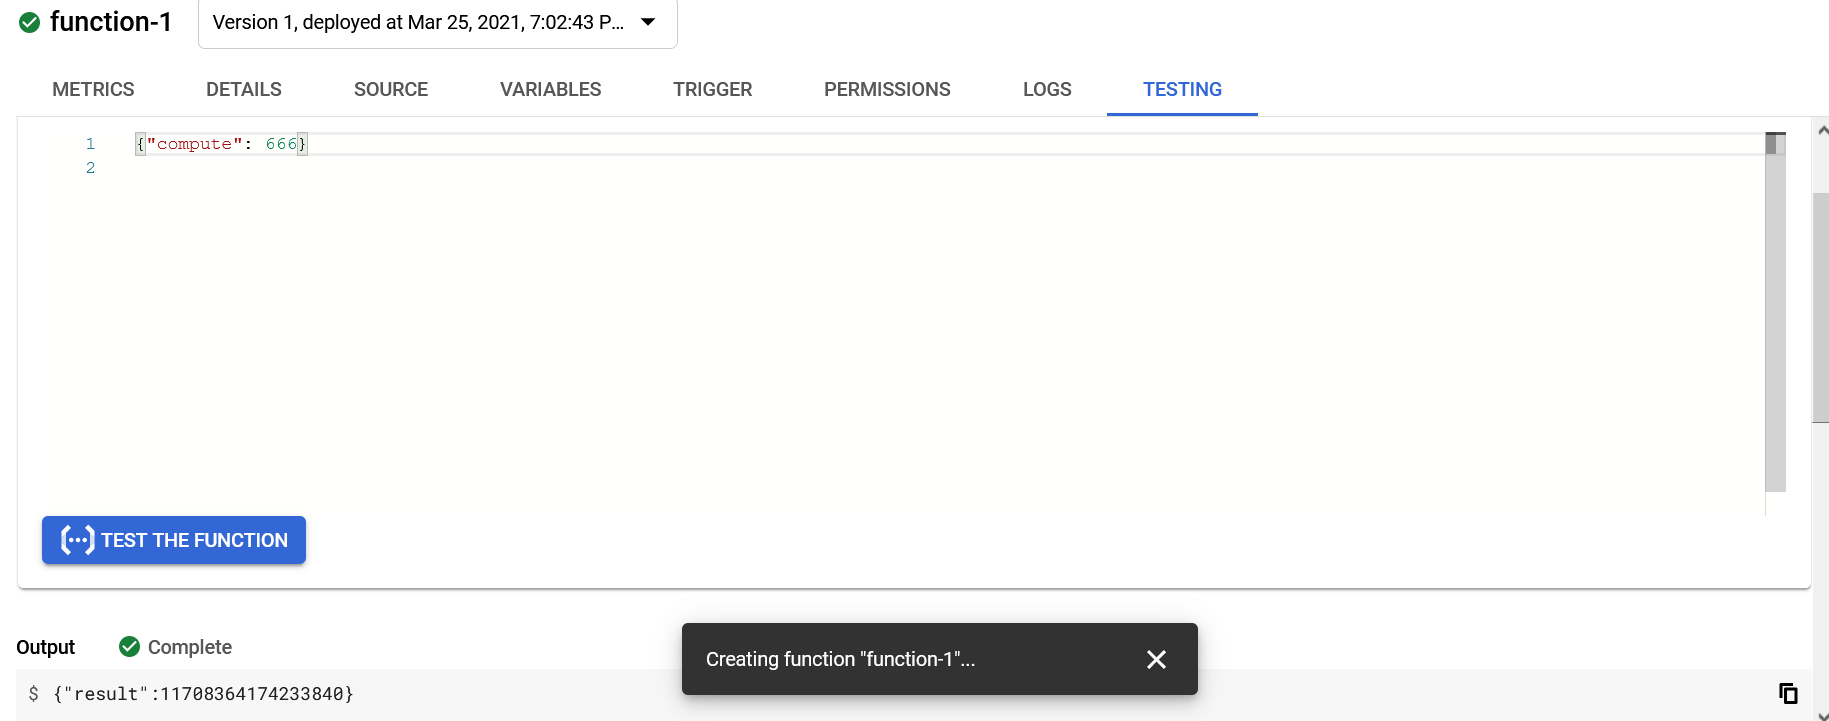 function-1
Version 1, deployed at Mar 25, 2021, 7:02:43 P...
METRICS DETAILS SOURCE VARIABLES TRIGGER PERMISSIONS LOGS TESTING
1 {"compute": 666}
2
TEST THE FUNCTION
Output Complete
Creating function "function-1"...
$ {"result":11708364174233840}